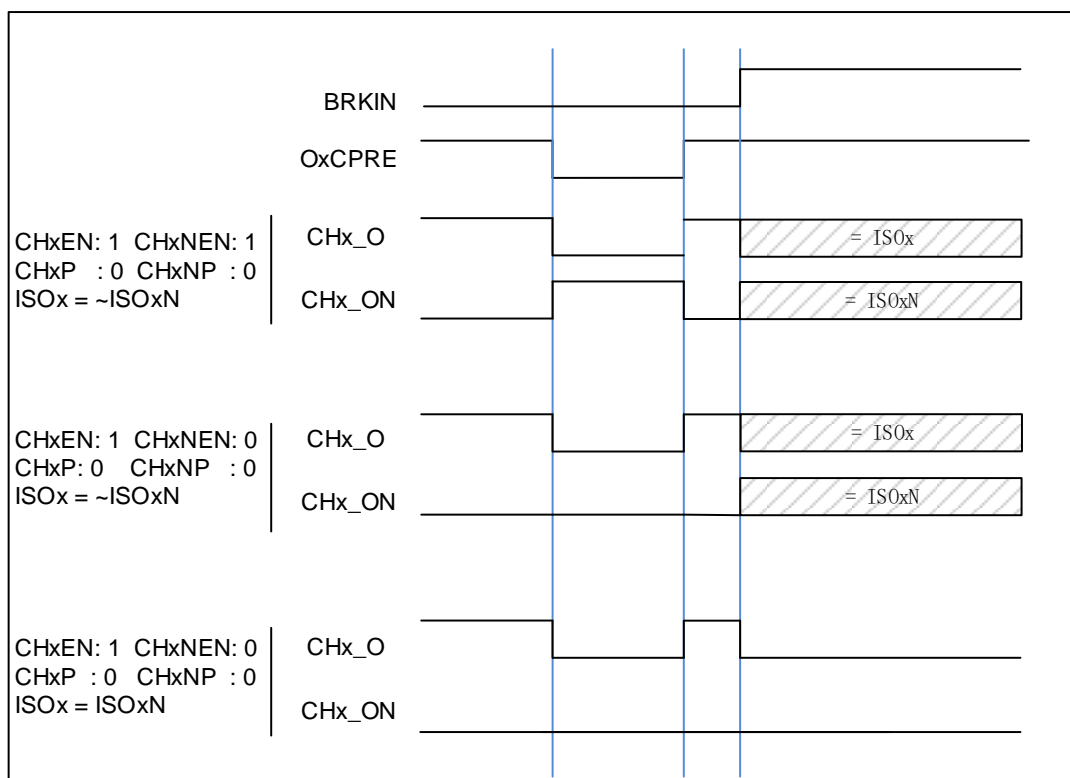 BRKIN
OxCPRE
CHxEN: 1 CHxNEN: 1
CHxP : 0 CHxNP : 0
ISOx = ~ISOxN
CHx_O
= ISOx
CHx_ON
= ISOxN
CHxEN: 1 CHxNEN: 0
CHxP: 0 CHxNP : 0
ISOx = ~ISOxN
CHx_O
= ISOx
CHx_ON
= ISOxN
CHxEN: 1 CHxNEN: 0
CHxP : 0 CHxNP : 0
ISOx = ISOxN
CHx_O
CHx_ON